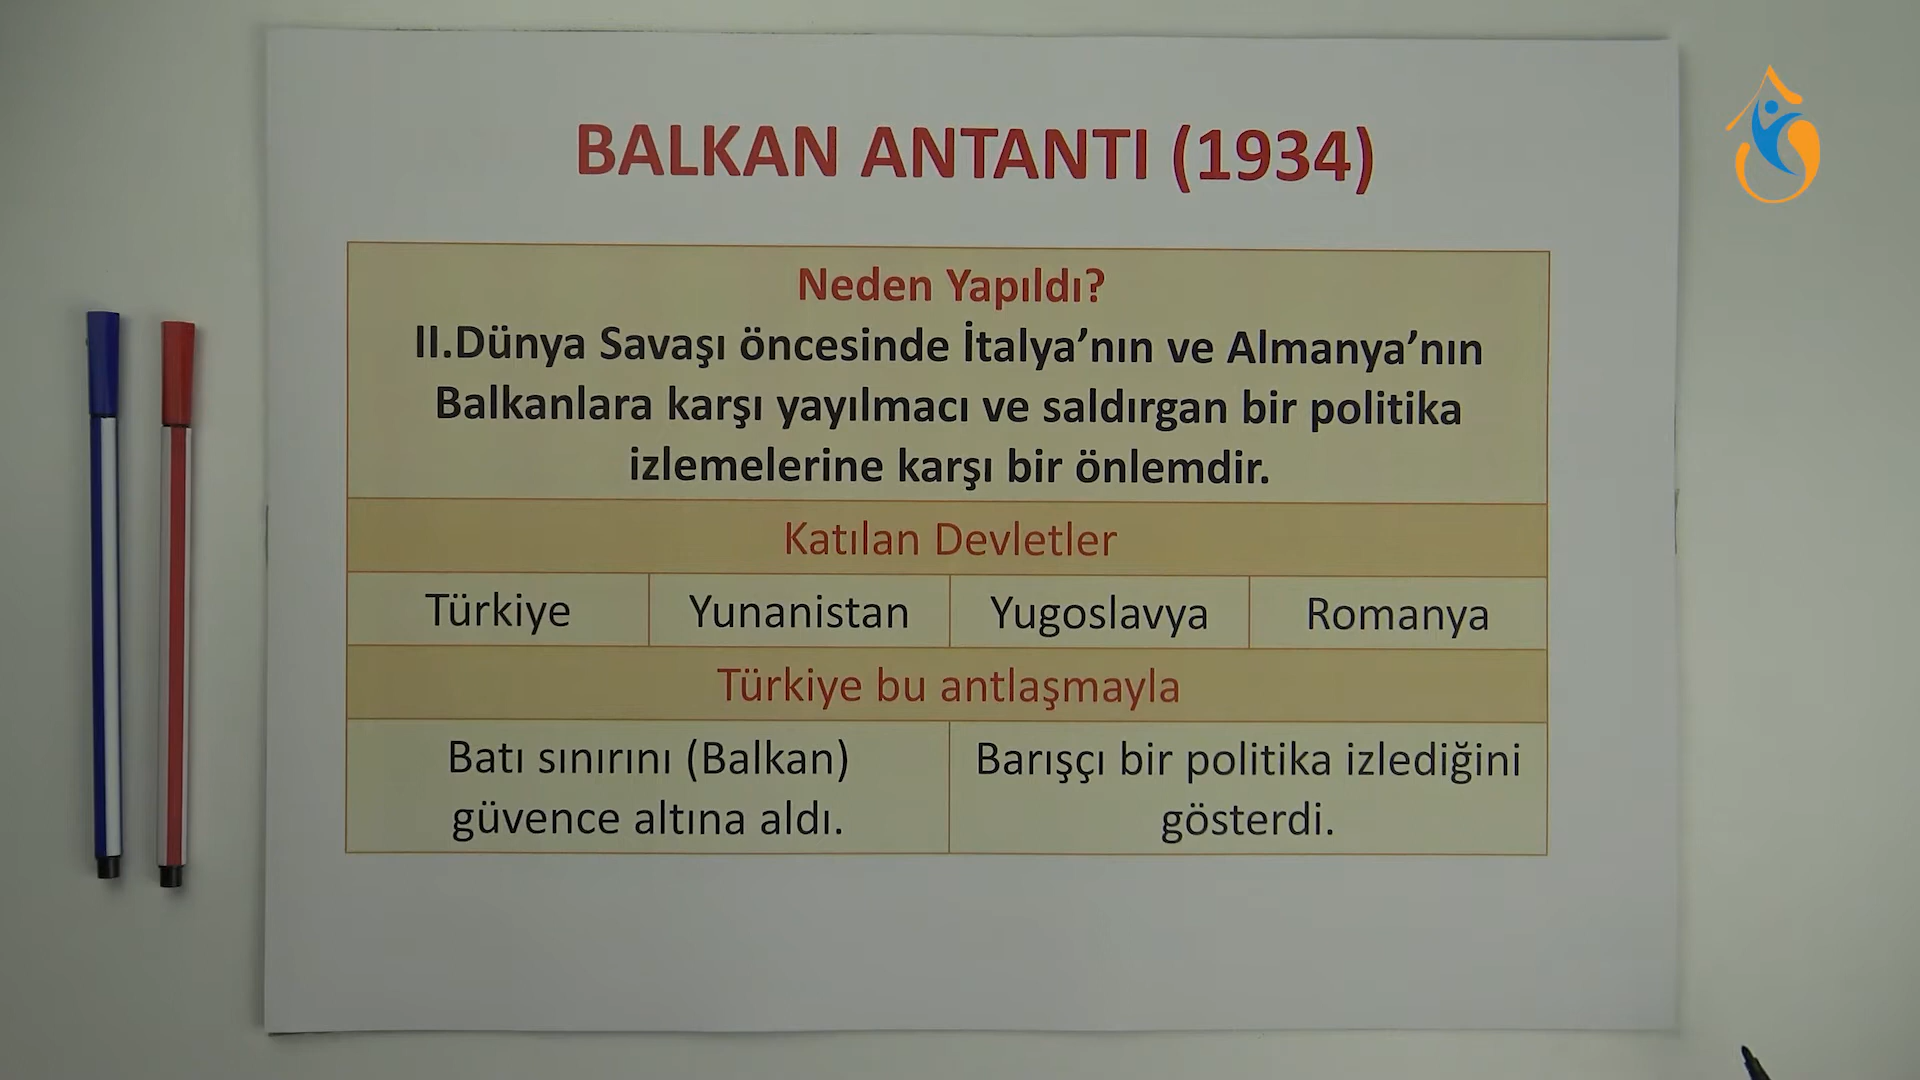 BALKAN ANTANTI (1934)
Neden Yapıldı?
II.Dünya Savaşı öncesinde İtalya’nın ve Almanya’nın
Balkanlara karşı yayılmacı ve saldırgan bir politika
izlemelerine karşı bir önlemdir.
Katılan Devletler
Türkiye Yunanistan Yugoslavya Romanya
Türkiye bu antlaşmayla
Batı sınırını (Balkan)
güvence altına aldı.
Barışçı bir politika izlediğini
gösterdi.